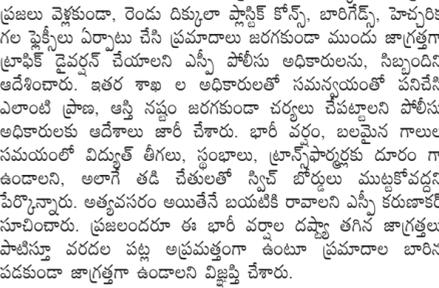 ప్రజలు వెళ్లకుండా, రెండు దిక్కులా ప్లాస్టిక్ కోన్స్, బారిగేడ్స్, హెచ్చరిక
గల ఫ్లెక్సీలు ఏర్పాటు చేసి ప్రమాదాలు జరగకుండా ముందు జాగ్రత్తగా
ట్రాఫిక్ డైవర్షన్ చేయాలని ఎస్పీ పోలీసు అధికారులను, సిబ్బందిని
ఆదేశించారు. ఇతర శాఖ ల అధికారులతో సమన్వయంతో పనిచేసి
ఎలాంటి ప్రాణ, ఆస్తి నష్టం జరగకుండా చర్యలు చేపట్టాలని పోలీసు
అధికారులకు ఆదేశాలు జారీ చేశారు. భారీ వర్షం, బలమైన గాలుల
సమయంలో విద్యుత్ తీగలు, స్థంభాలు, ట్రాన్స్‌ఫార్మర్లకు దూరం గా
ఉండాలని, అలాగే తడి చేతులతో స్విచ్ బోర్డులు ముట్టకోవద్దని
పేర్కొన్నారు. అత్యవసరం అయితేనే బయటికి రావాలని ఎస్పీ కరుణాకర్
సూచించారు. ప్రజలందరూ ఈ భారీ వర్షాల దృష్ట్యా తగిన జాగ్రత్తలు
పాటిస్తూ వరదల పట్ల అప్రమత్తంగా ఉంటూ ప్రమాదాల బారిన
పడకుండా జాగ్రత్తగా ఉండాలని విజ్ఞప్తి చేశారు.